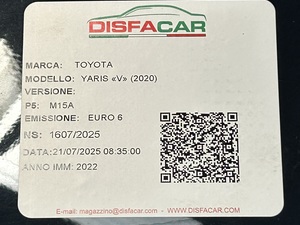 DISFACAR
MARCA: TOYOTA
MODELLO: YARIS «V» (2020)
VERSIONE:
P5: M15A
EMISSIONE: EURO 6
NS: 1607/2025
DATA:21/07/2025 08:35:00
ANNO IMM: 2022
E-mail: magazzino@disfacar.com - www.DISFACAR.COM